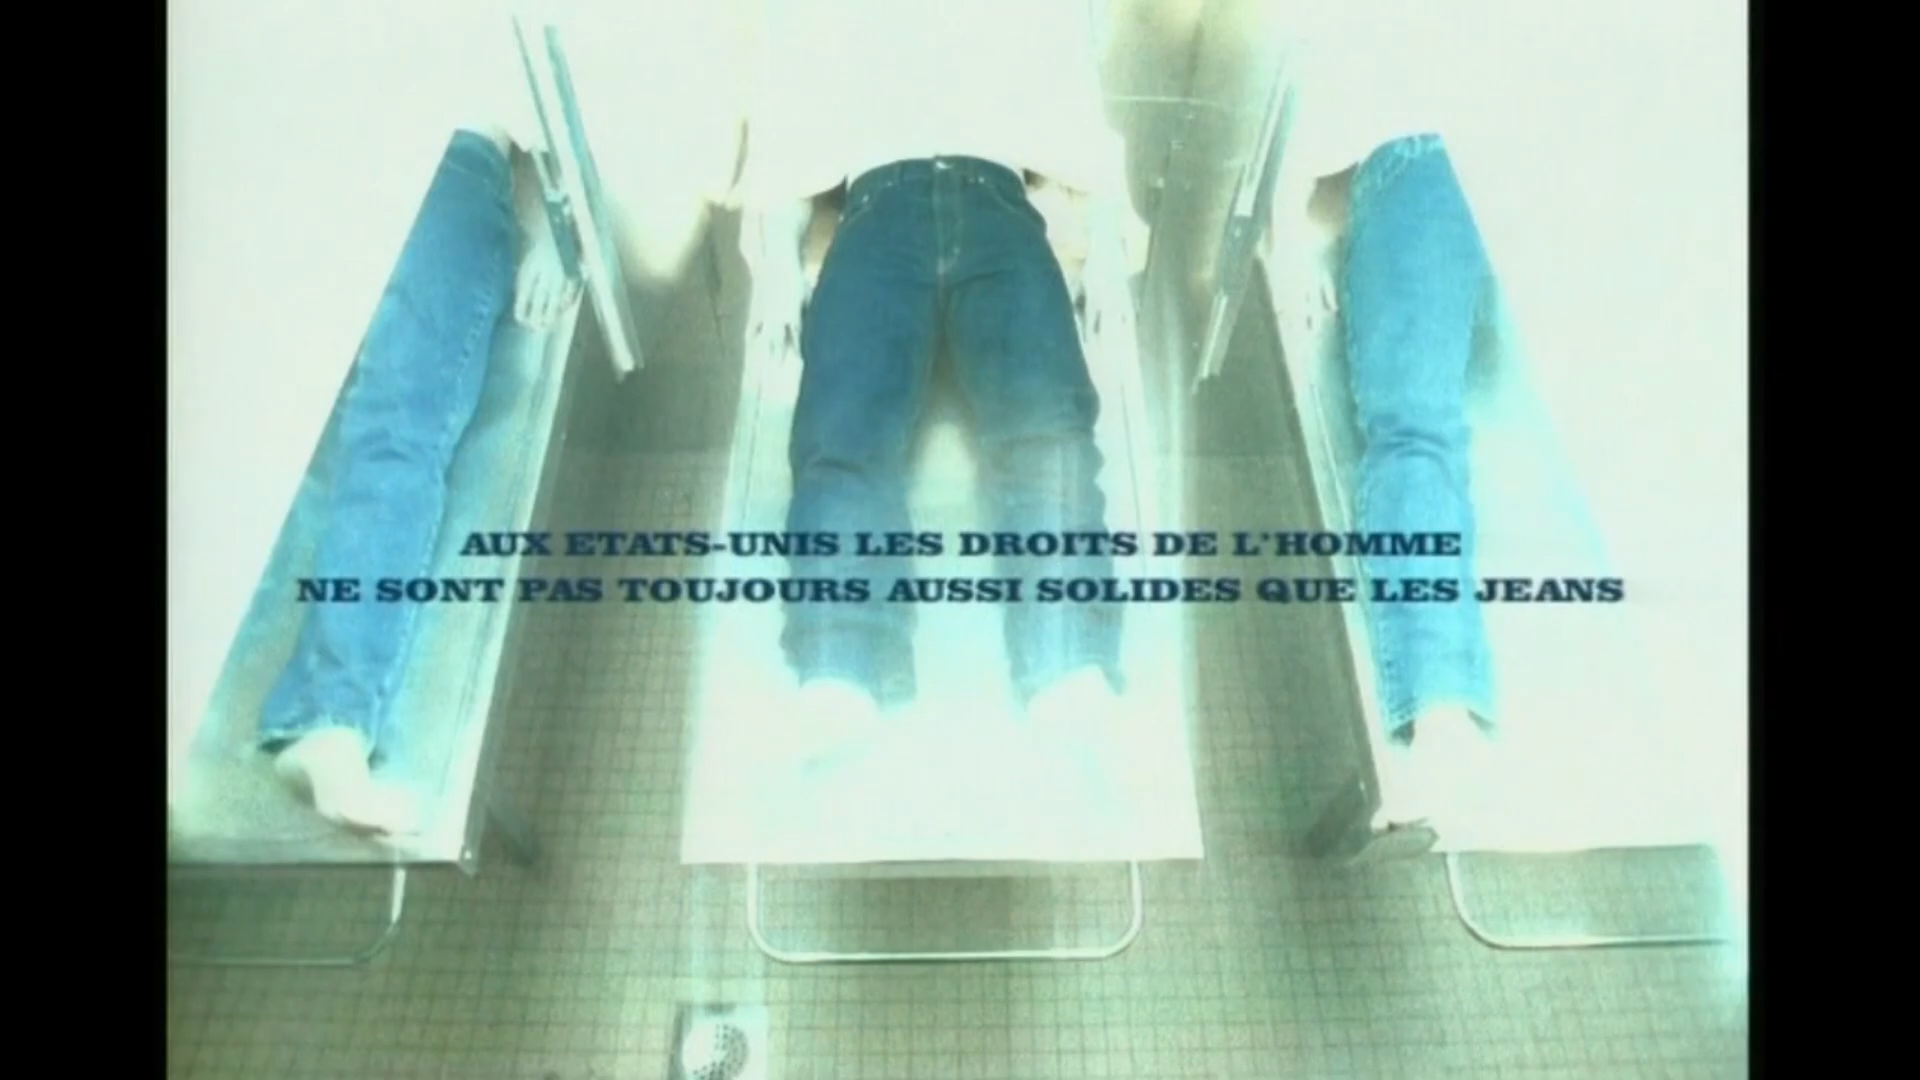 AUX ETATS-UNIS LES DROITS DE L'HOMME
NE SONT PAS TOUJOURS AUSSI SOLIDES QUE LES JEANS